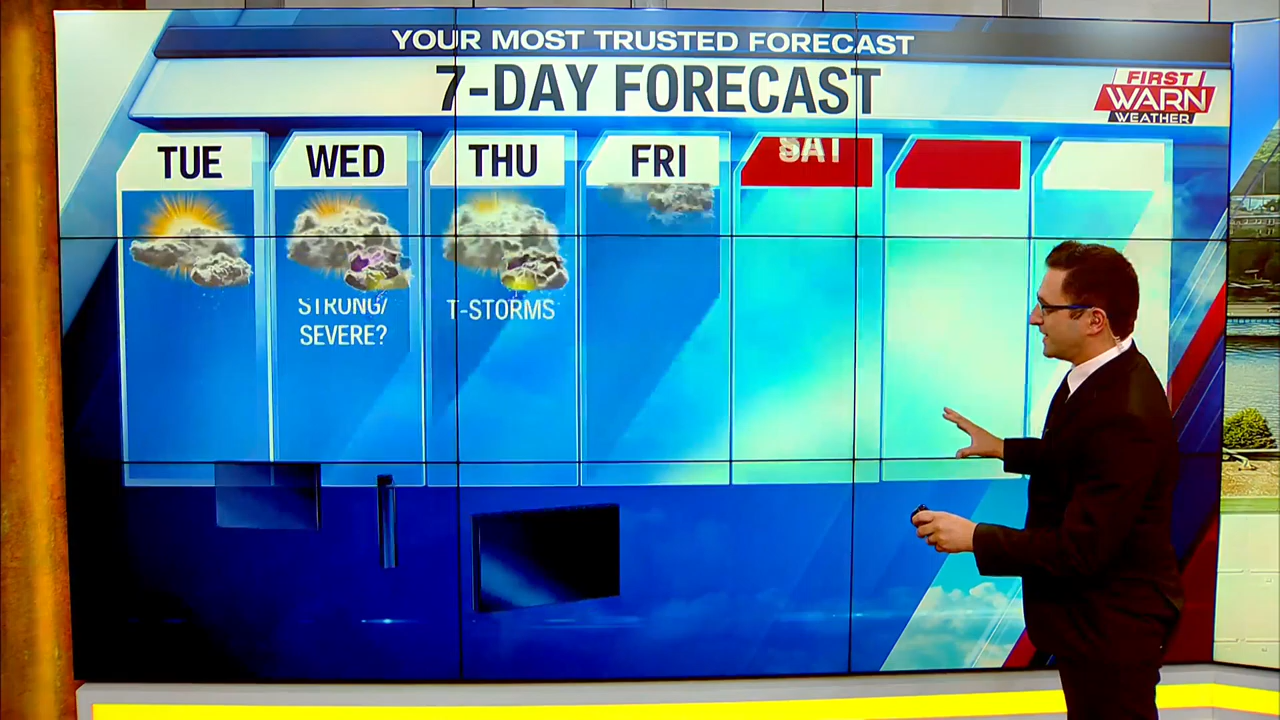 YOUR MOST TRUSTED FORECAST
7-DAY FORECAST
FIRST
WARN
WEATHER
TUE
WED
THU
FRI
SAT
STRONG/
SEVERE?
T-STORMS